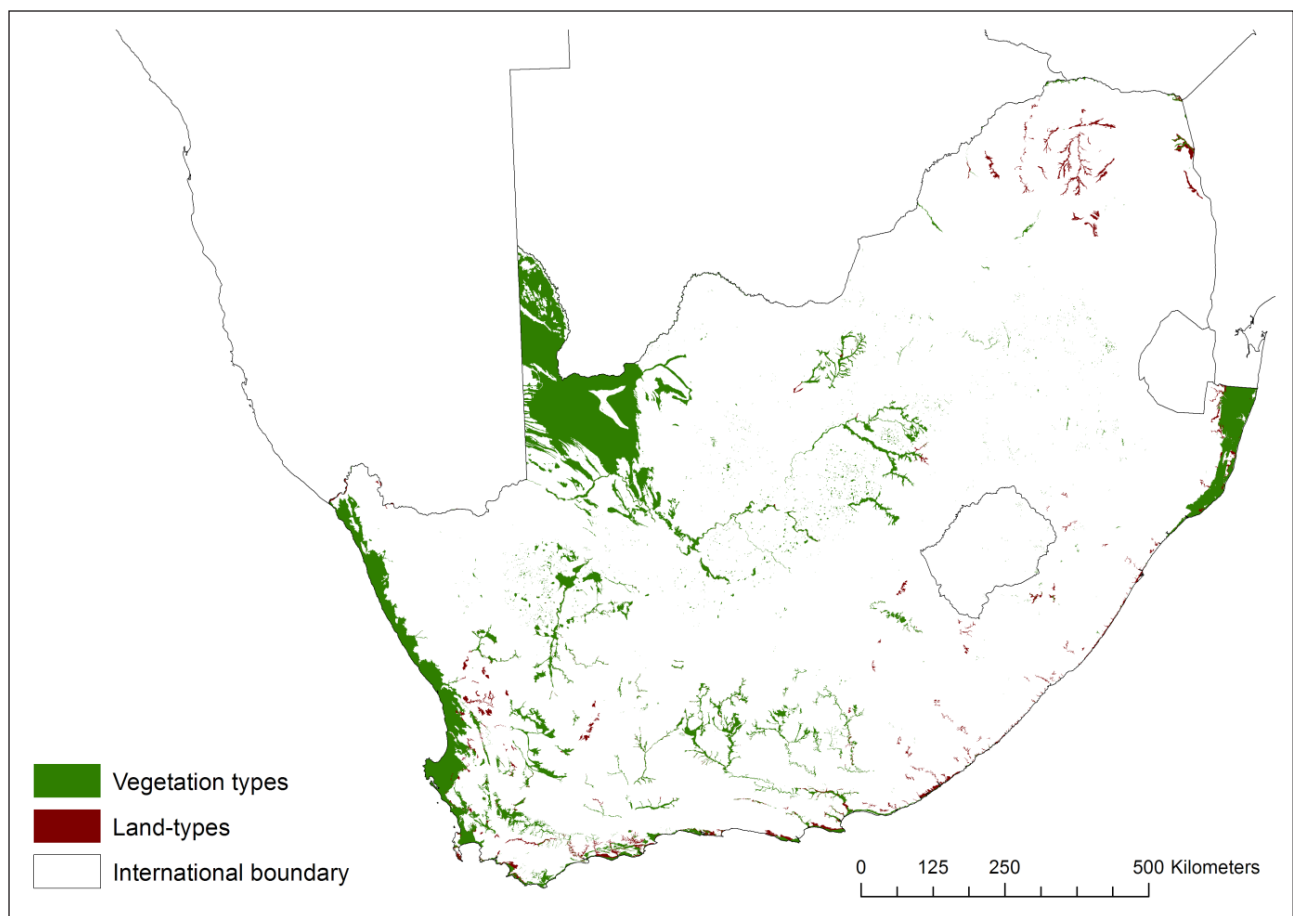 Vegetation types
Land-types
International boundary
0 125 250 500 Kilometers